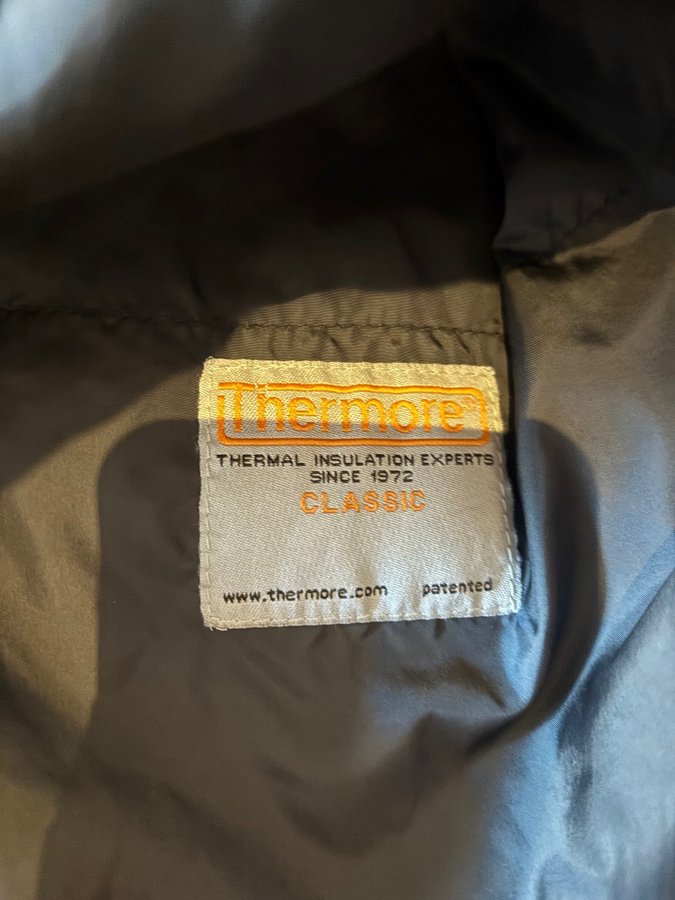 Thermore
THERMAL INSULATION EXPERTS
SINCE 1972
CLASSIC
www.thermore.com patented